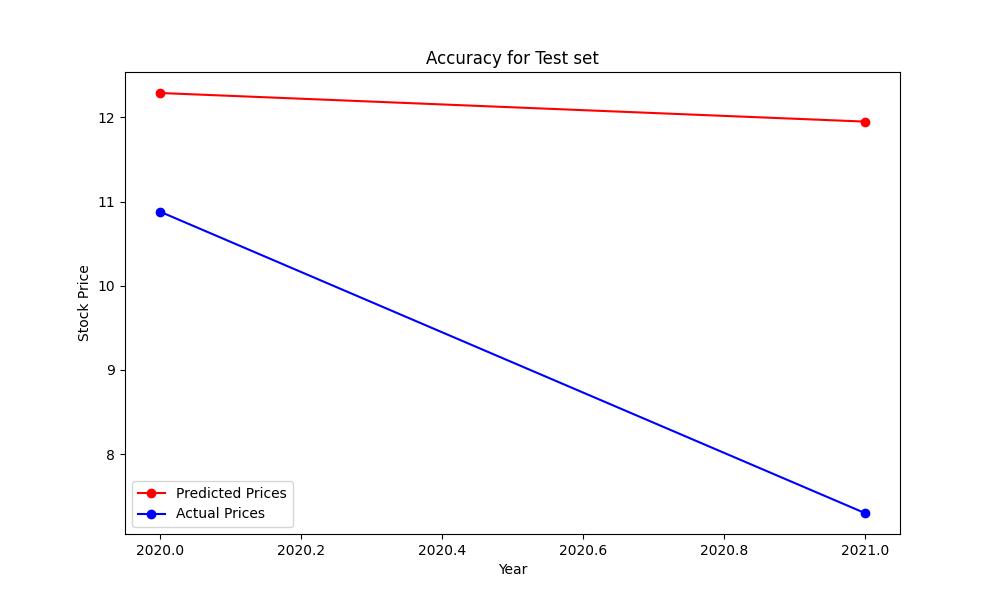 Accuracy for Test set
Stock Price
12
11
10
9
8
Predicted Prices
Actual Prices
2020.0 2020.2 2020.4 2020.6 2020.8 2021.0
Year